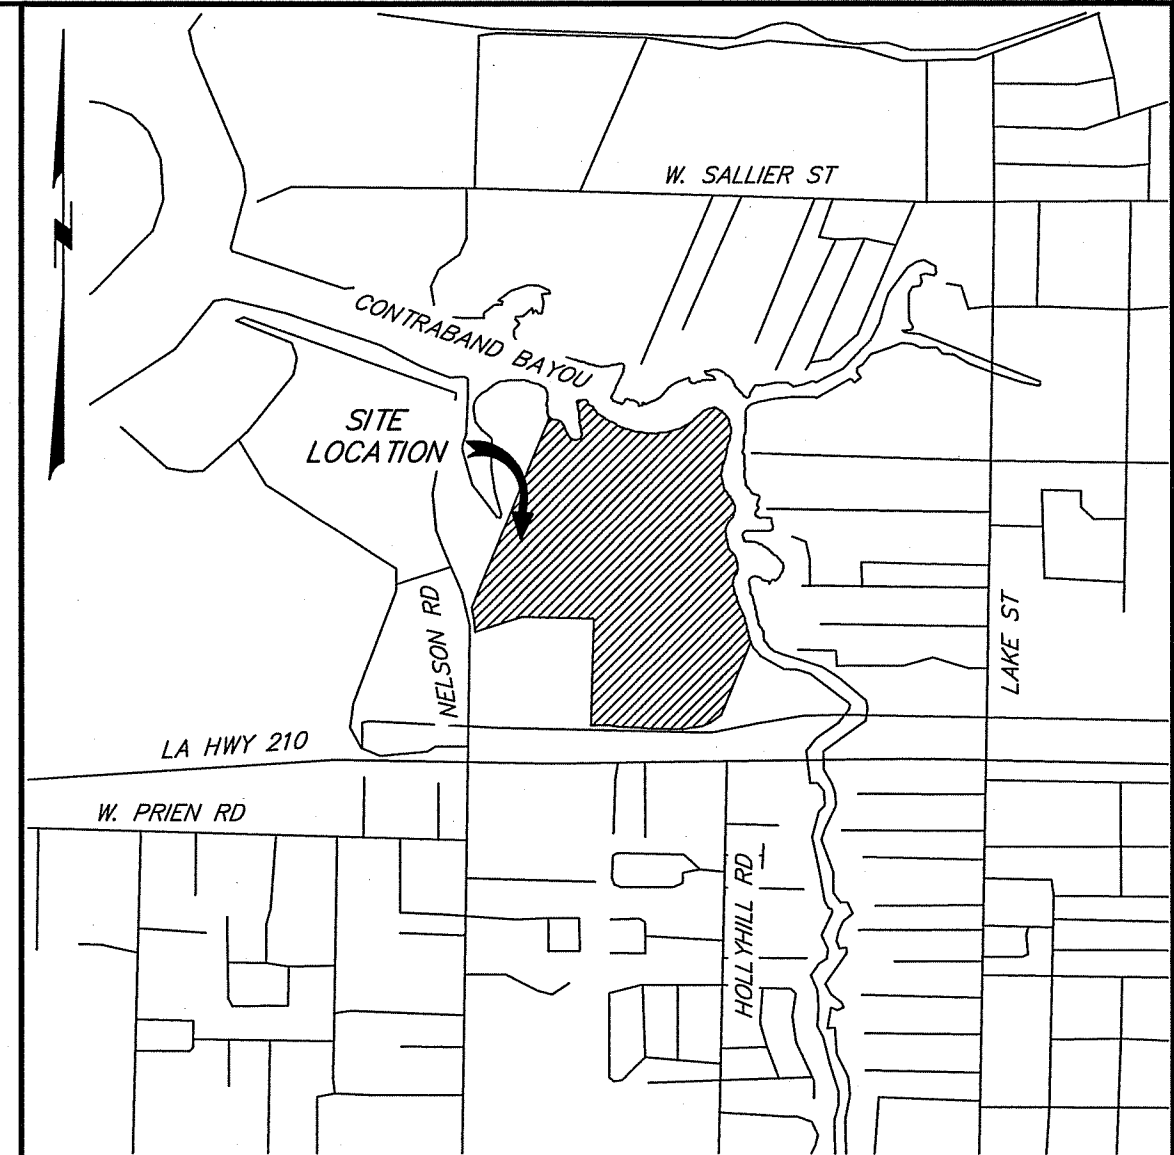 W. SALLIER ST
CONTRABAND BAYOU
SITE
LOCATION
NELSON RD
LAKE ST
LA HWY 210
W. PRIEN RD
HOLLYHILL RD
N